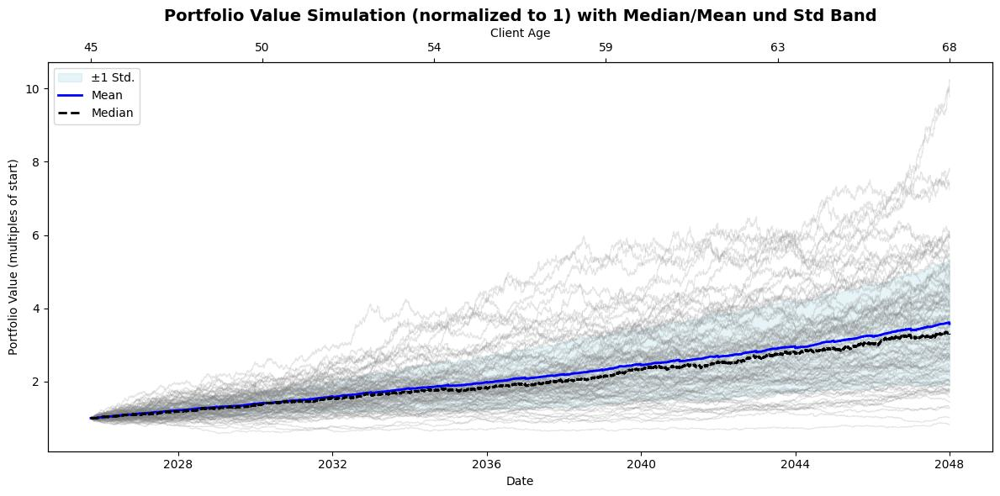 Portfolio Value Simulation (normalized to 1) with Median/Mean und Std Band
Client Age
45 50 54 59 63 68
±1 Std.
Mean
Median
Portfolio Value (multiples of start)
10
8
6
4
2
2028 2032 2036 2040 2044 2048
Date